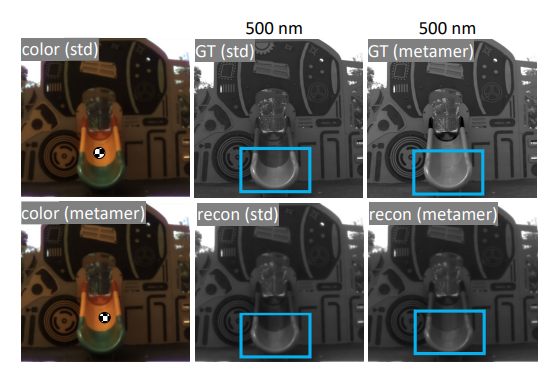 500 nm
500 nm
color (std)
GT (std)
GT (metamer)
color (metamer)
recon (std)
recon (metamer)